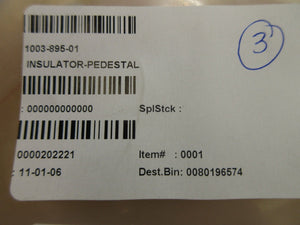 1003-895-01
INSULATOR-PEDESTAL
3
: 000000000000 SplStck :
0000202221 Item# : 0001
: 11-01-06 Dest.Bin: 0080196574